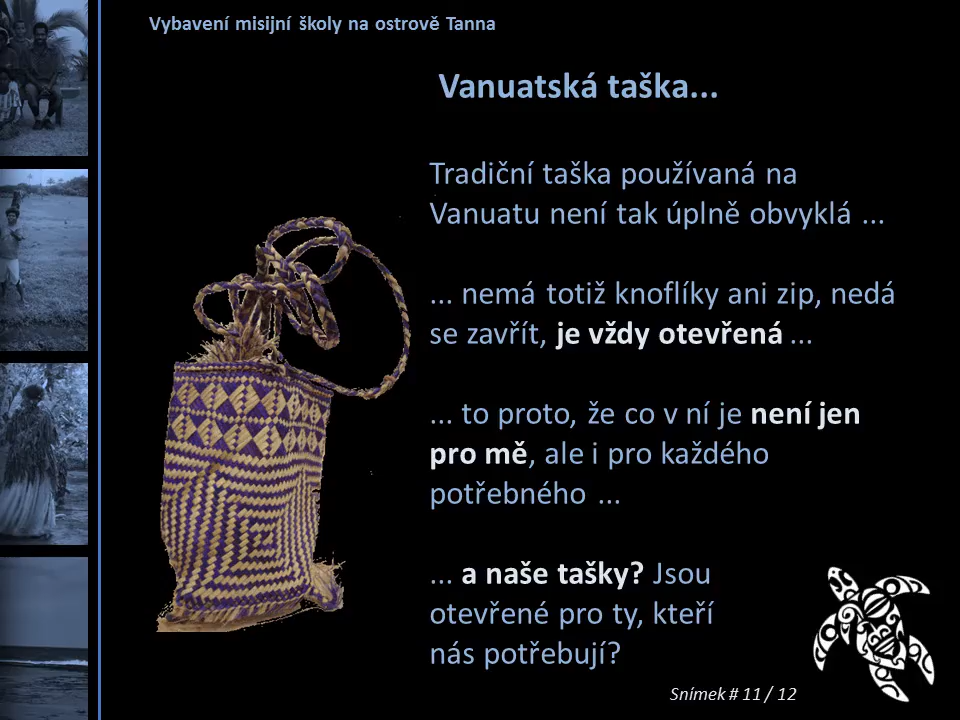 Vybavení misijní školy na ostrově Tanna
Vanuatská taška...
Tradiční taška používaná na
Vanuatu není tak úplně obvyklá ...
... nemá totiž knoflíky ani zip, nedá
se zavřít, je vždy otevřená ...
... to proto, že co v ní je není jen
pro mě, ale i pro každého
potřebného ...
... a naše tašky? Jsou
otevřené pro ty, kteří
nás potřebují?
Snímek # 11 / 12